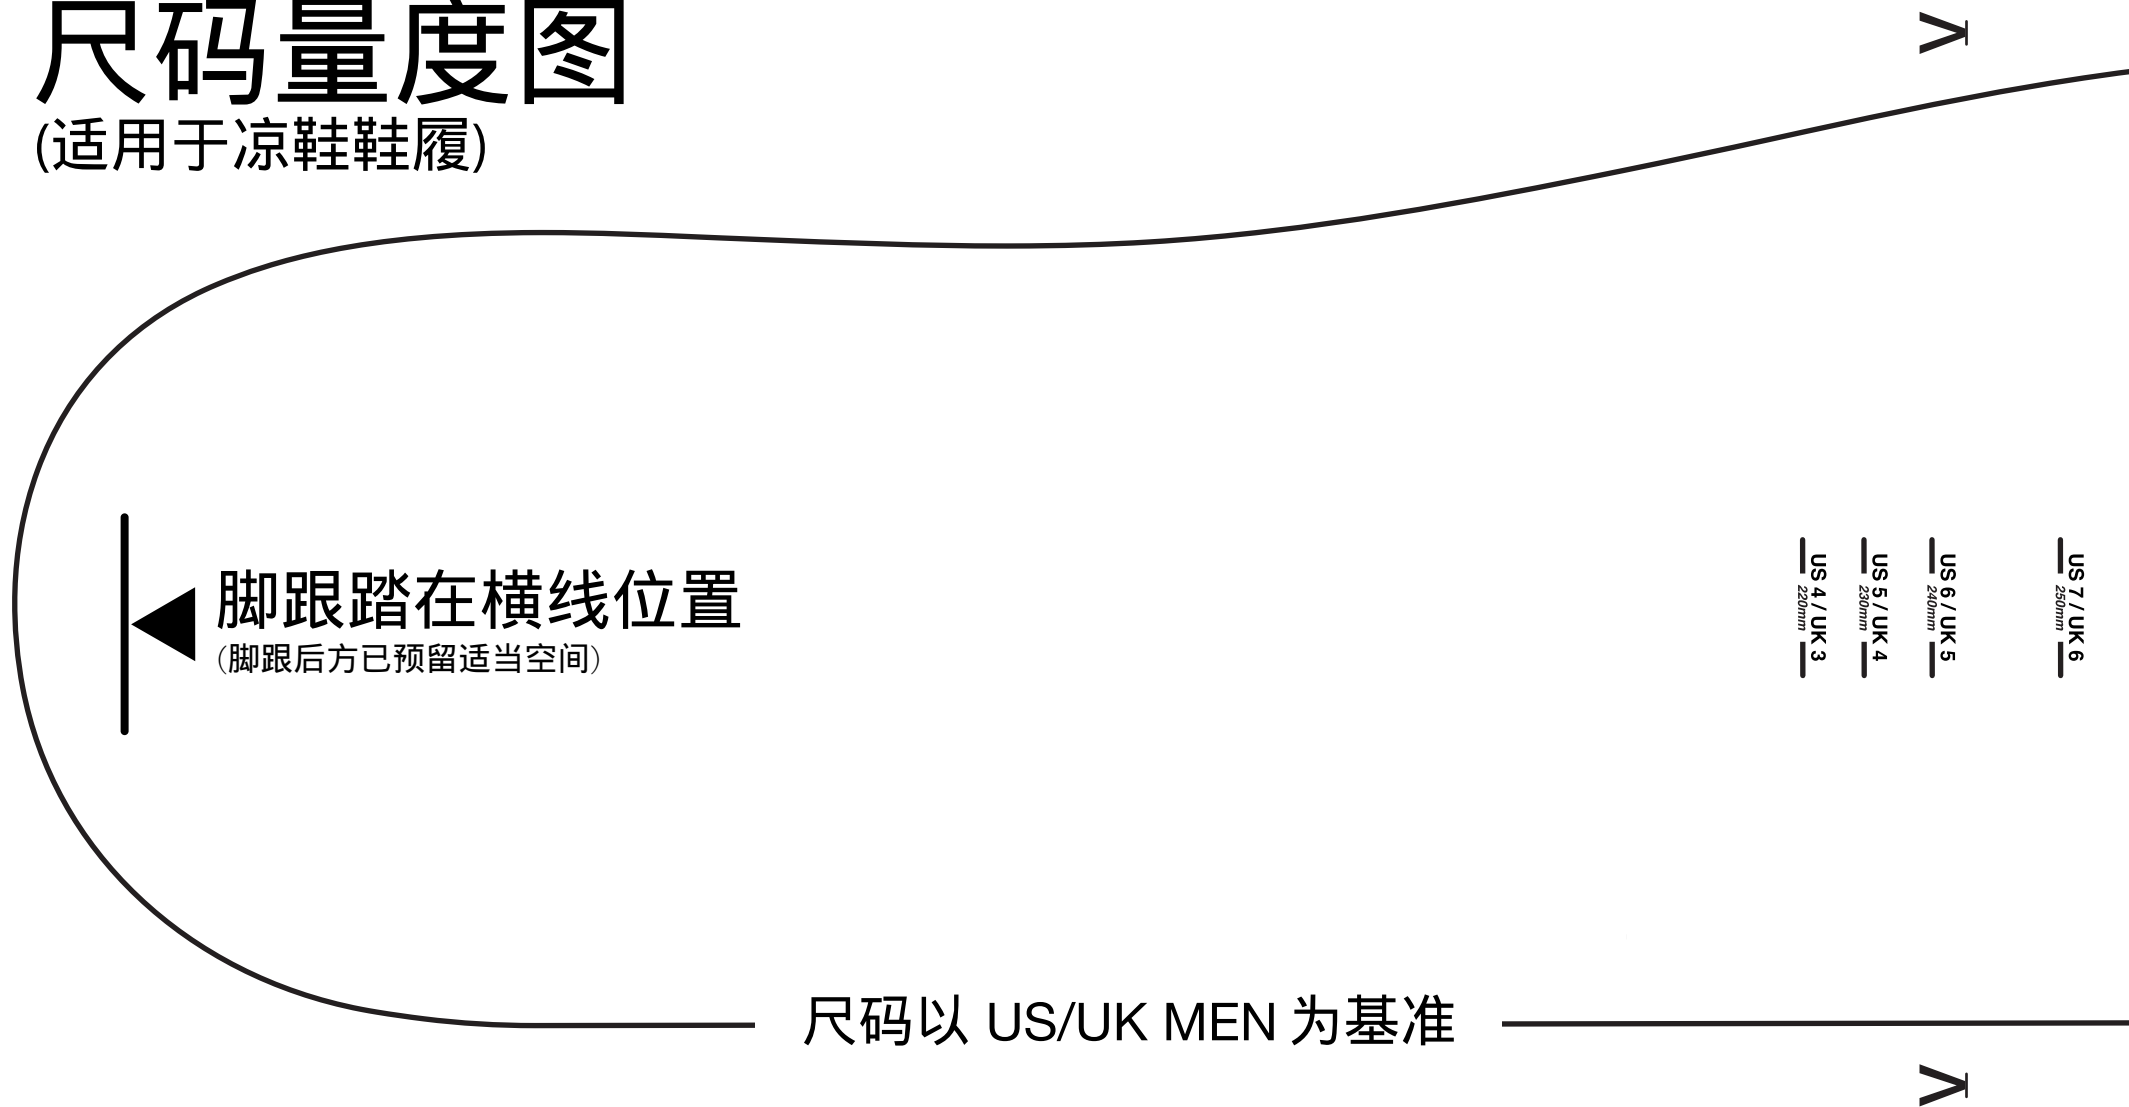 尺码量度图
(适用于凉鞋鞋履)
脚跟踏在横线位置
(脚跟后方已预留适当空间)
US 4 / UK 3
220mm
US 5 / UK 4
230mm
US 6 / UK 5
240mm
US 7 / UK 6
250mm
尺码以 US/UK MEN 为基准